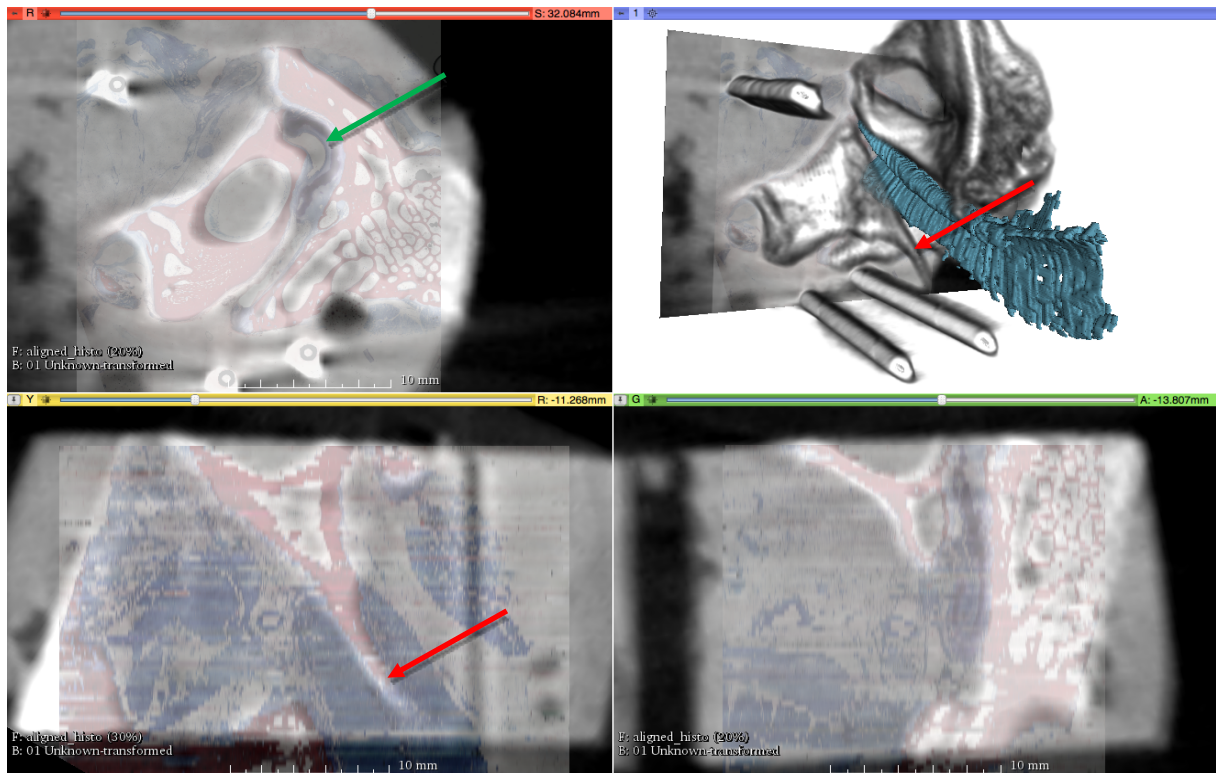 R
S: 32.084mm
1
F: aligned_histo (20%)
B: 01 Unknown-transformed
10 mm
Y
R: -11.268mm
G
A: -13.807mm
F: aligned_histo (30%)
B: 01 Unknown-transformed
10 mm
F: aligned_histo (20%)
B: 01 Unknown-transformed
10 mm